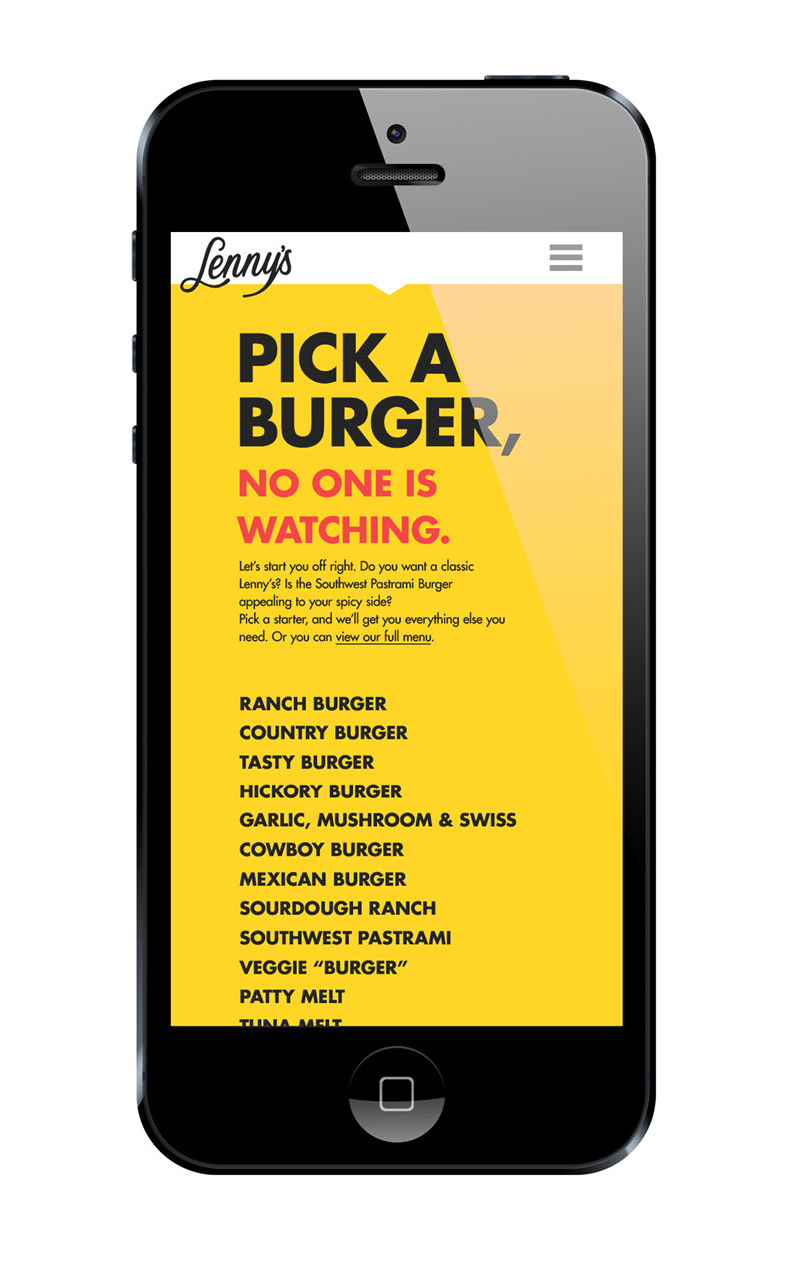 Lenny's
PICK A
BURGER,
NO ONE IS
WATCHING.
Let's start you off right. Do you want a classic
Lenny's? Is the Southwest Pastrami Burger
appealing to your spicy side?
Pick a starter, and we'll get you everything else you
need. Or you can view our full menu.
RANCH BURGER
COUNTRY BURGER
TASTY BURGER
HICKORY BURGER
GARLIC, MUSHROOM & SWISS
COWBOY BURGER
MEXICAN BURGER
SOURDOUGH RANCH
SOUTHWEST PASTRAMI
VEGGIE “BURGER”
PATTY MELT
TUNA MELT